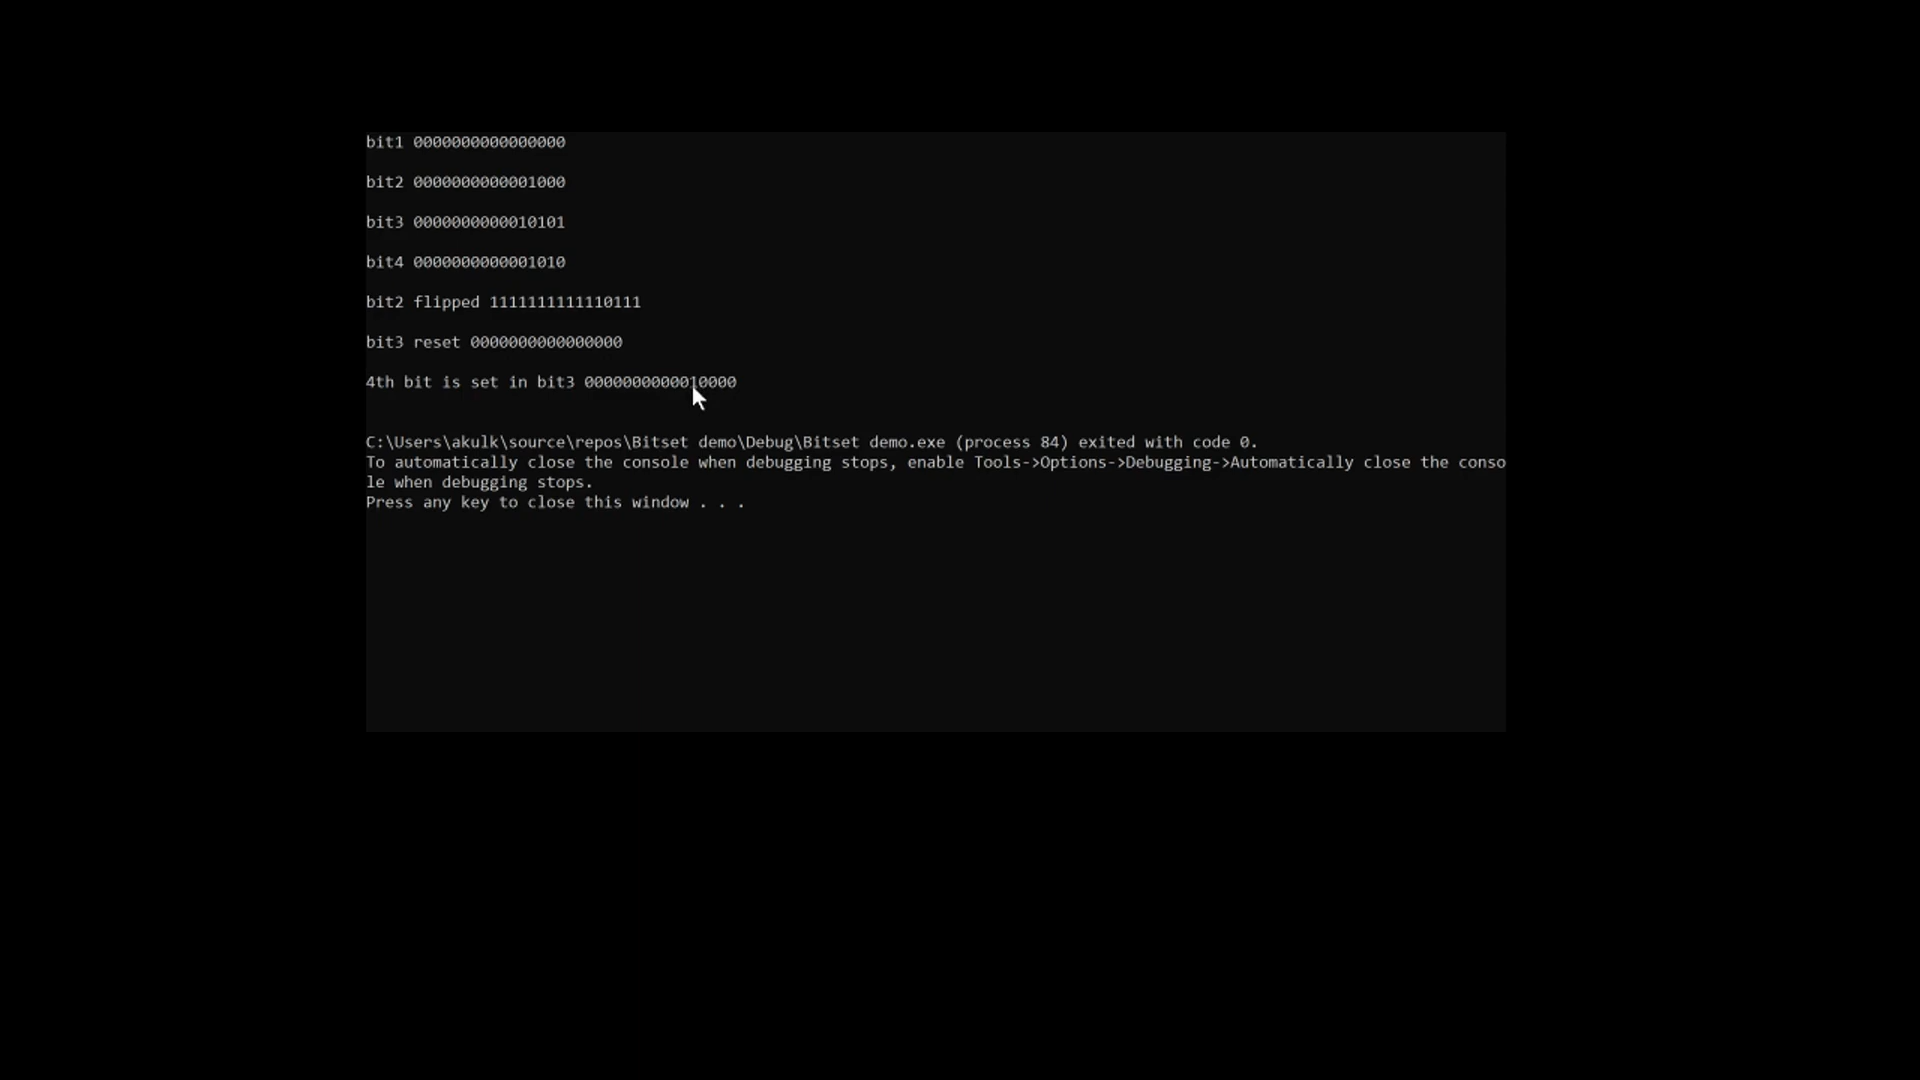 bit1 0000000000000000
bit2 0000000000001000
bit3 0000000000010101
bit4 0000000000001010
bit2 flipped 1111111111110111
bit3 reset 0000000000000000
4th bit is set in bit3 0000000000010000
C:\Users\akulk\source\repos\Bitset demo\Debug\Bitset demo.exe (process 84) exited with code 0.
To automatically close the console when debugging stops, enable Tools->Options->Debugging->Automatically close the conso
le when debugging stops.
Press any key to close this window . . .